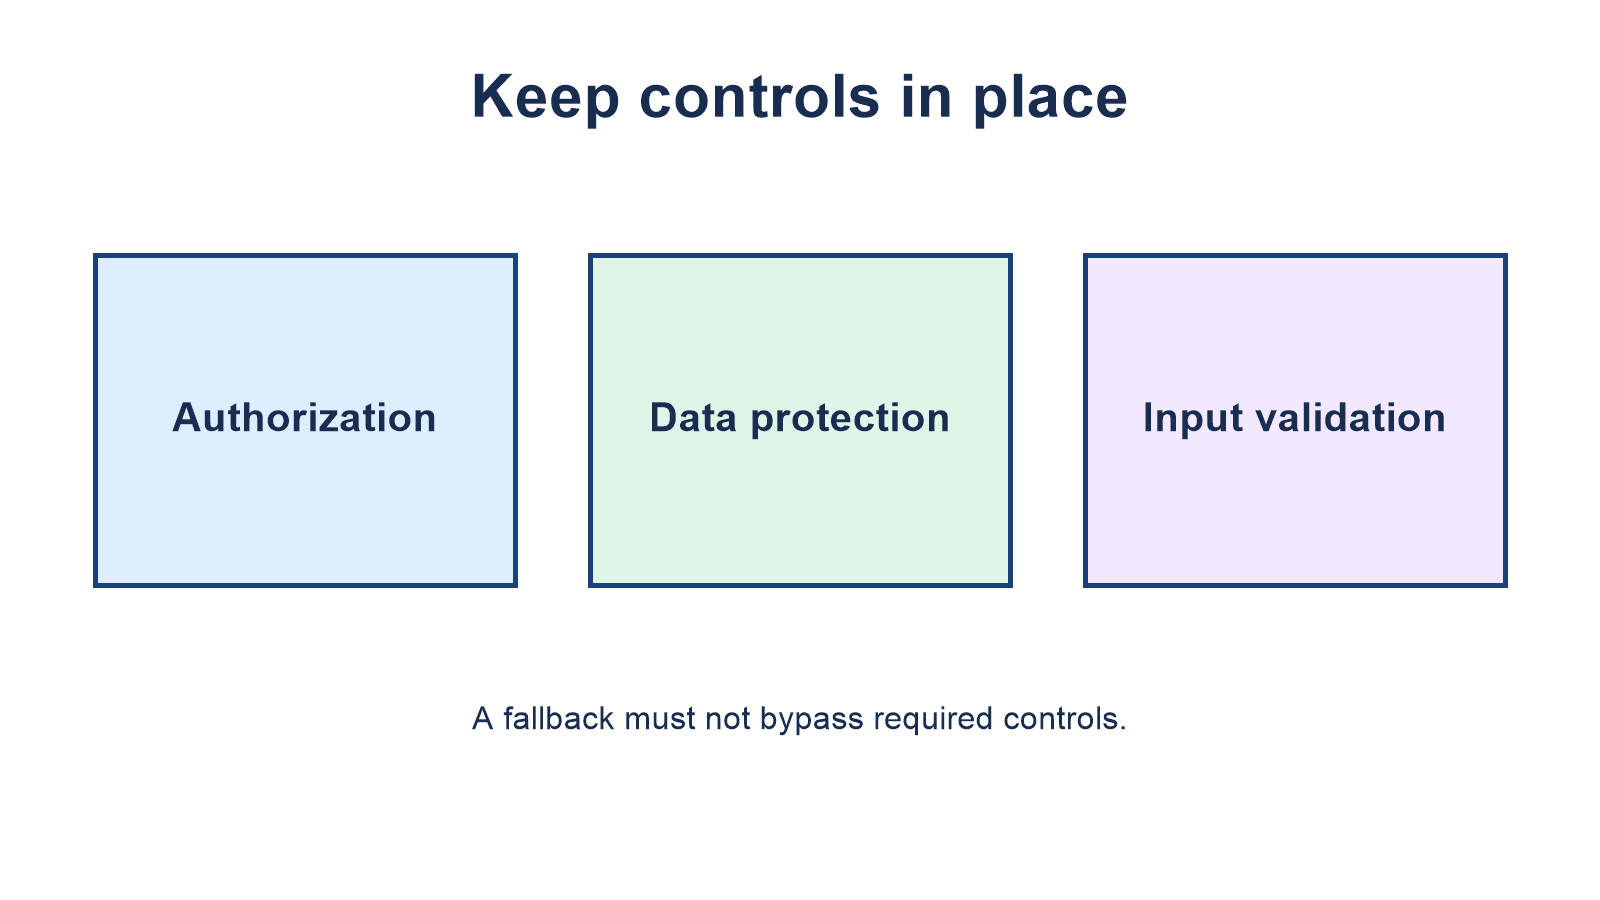 Keep controls in place
Authorization
Data protection
Input validation
A fallback must not bypass required controls.